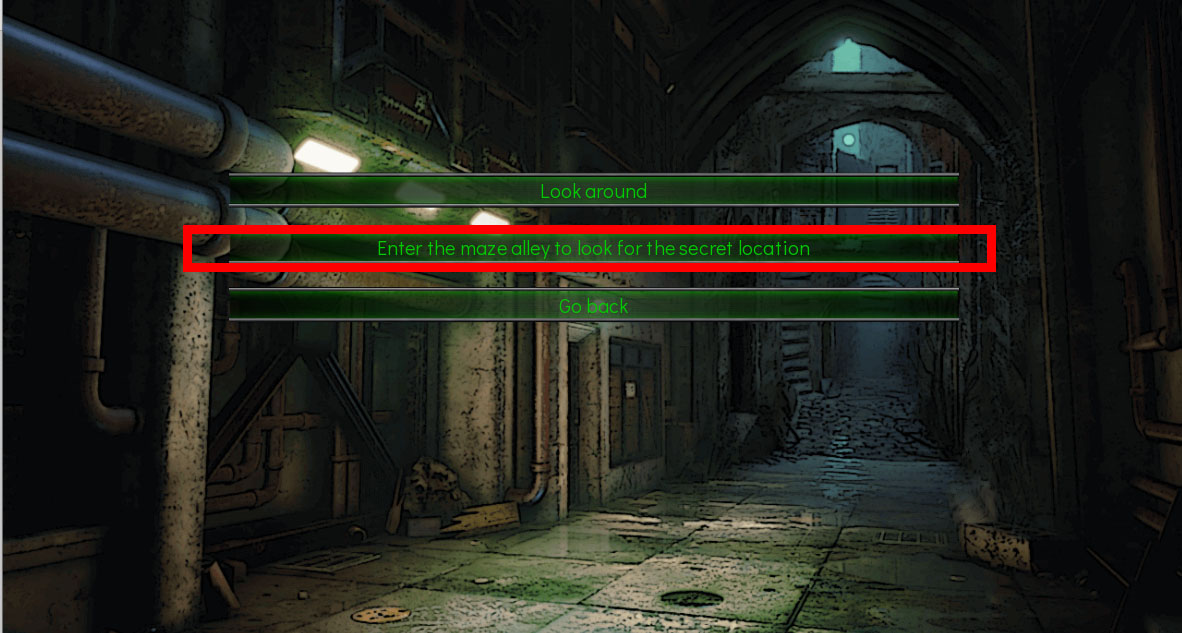 Look around
Enter the maze alley to look for the secret location
Go back